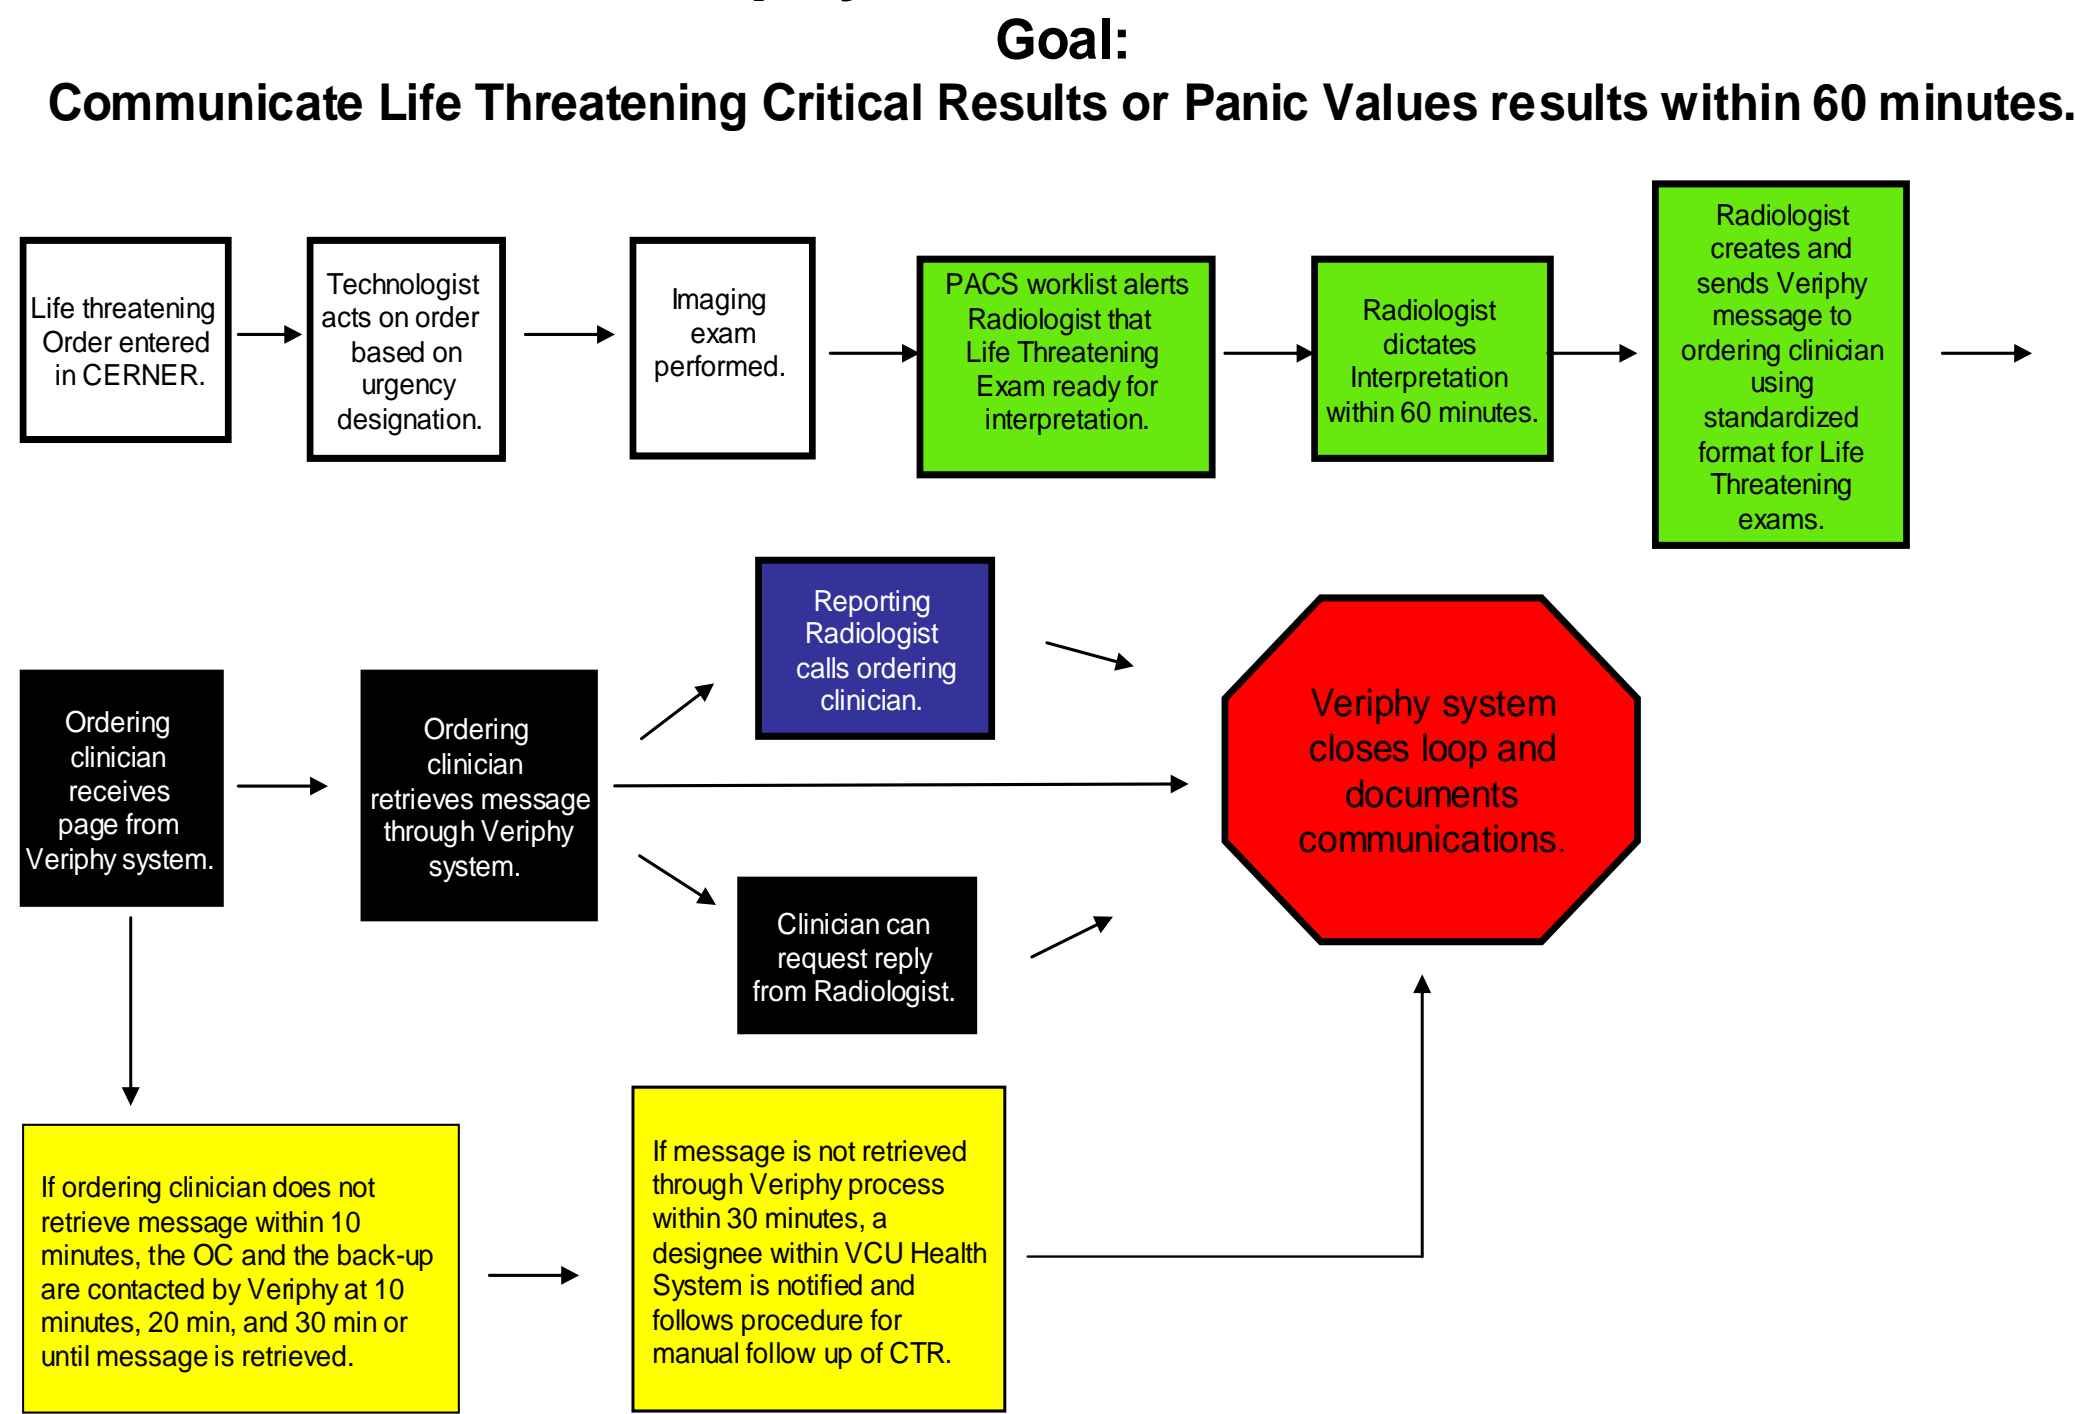 Goal:
Communicate Life Threatening Critical Results or Panic Values results within 60 minutes.
Life threatening
Order entered
in CERNER.
Technologist
acts on order
based on
urgency
designation.
Imaging
exam
performed.
PACS worklist alerts
Radiologist that
Life Threatening
Exam ready for
interpretation.
Radiologist
dictates
Interpretation
within 60 minutes.
Radiologist
creates and
sends Veriphy
message to
ordering clinician
using
standardized
format for Life
Threatening
exams.
Ordering
clinician
receives
page from
Veriphy system.
Ordering
clinician
retrieves message
through Veriphy
system.
Reporting
Radiologist
calls ordering
clinician.
Clinician can
request reply
from Radiologist.
Veriphy system
closes loop and
documents
communications.
If ordering clinician does not
retrieve message within 10
minutes, the OC and the back-up
are contacted by Veriphy at 10
minutes, 20 min, and 30 min or
until message is retrieved.
If message is not retrieved
through Veriphy process
within 30 minutes, a
designee within VCU Health
System is notified and
follows procedure for
manual follow up of CTR.